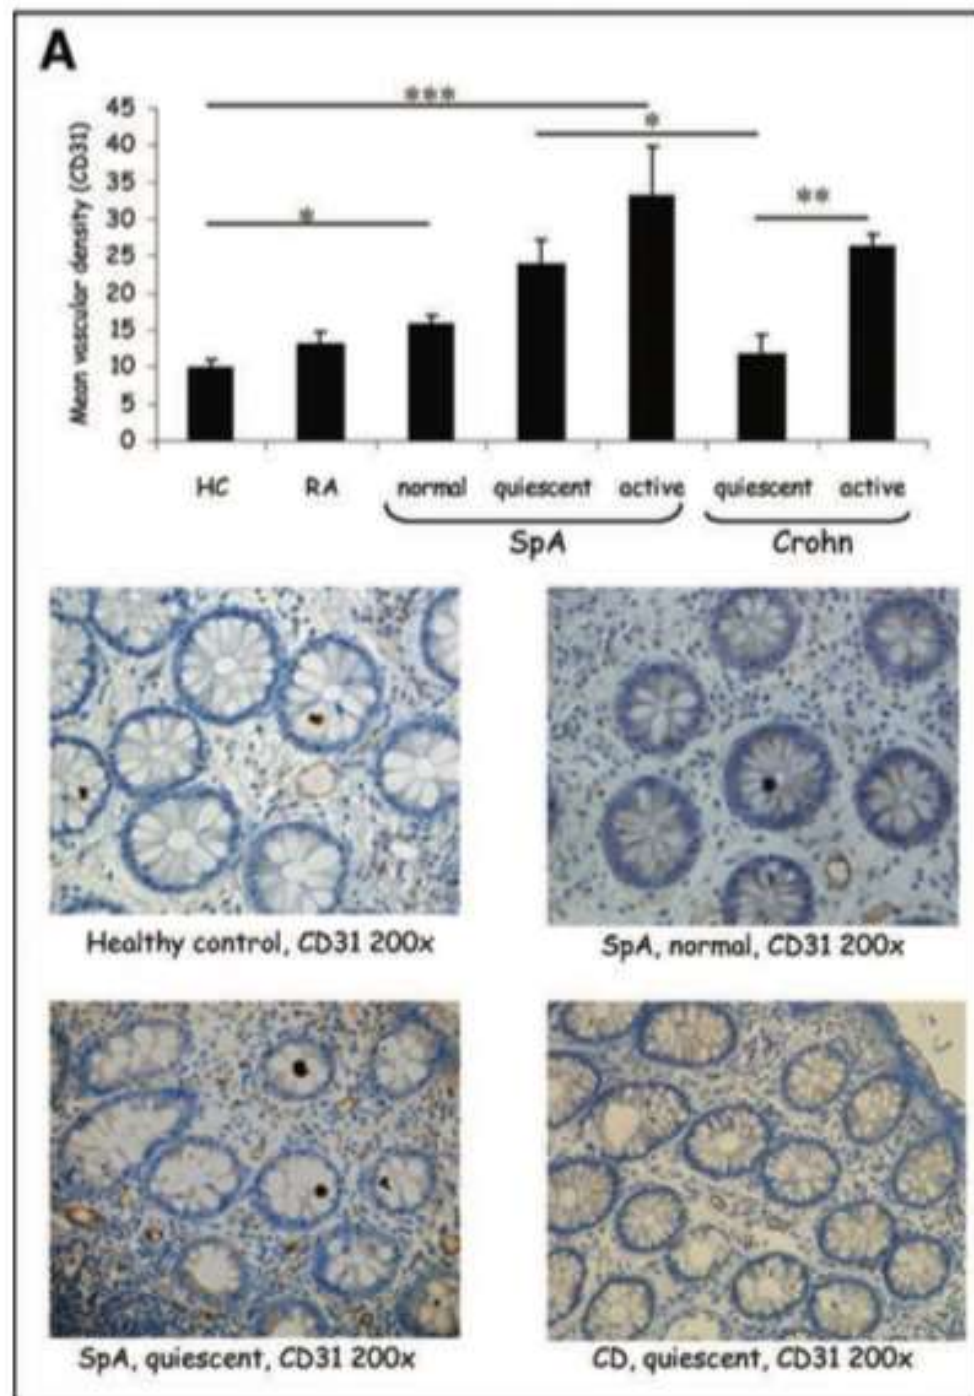 A
***
45
*
40
35
**
30
*
25
20
15
10
5
0
Mean vascular density (CD31)
HC RA normal quiescent active quiescent active
SpA Crohn
Healthy control, CD31 200x SpA, normal, CD31 200x
SpA, quiescent, CD31 200x CD, quiescent, CD31 200x